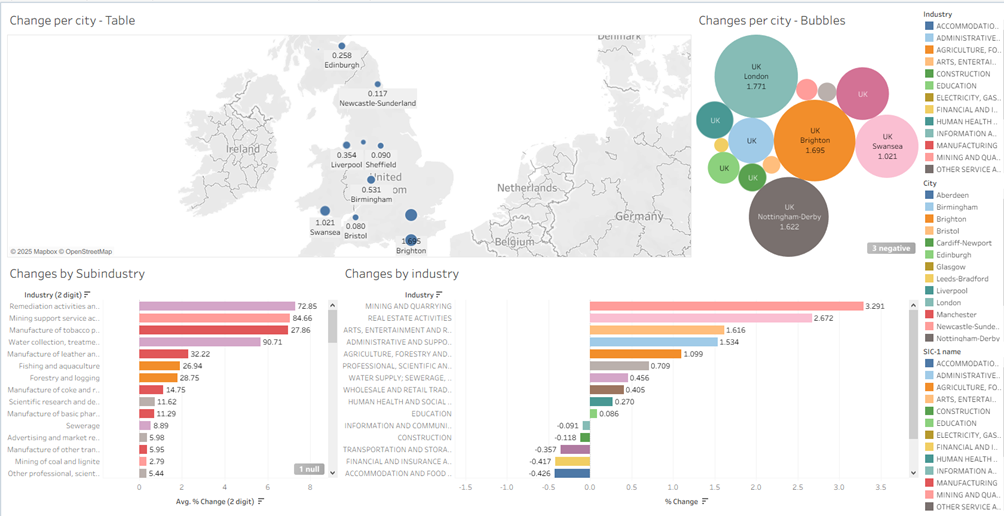 Change per city - Table
Changes per city - Bubbles
Denmark
0.258
Edinburgh
0.117
Newcastle-Sunderland
Ireland
0.354
Liverpool
0.090
Sheffield
United
0.531
Birmingham
1.021
Swansea
0.080
Bristol
1.695
Brighton
Netherlands
Germany
Belgium
© 2025 Mapbox © OpenStreetMap
UK
London
1.771
UK
UK
UK
UK
Brighton
1.695
UK
Swansea
1.021
UK
UK
UK
Nottingham-Derby
1.622
3 negative
Changes by Subindustry
Industry (2 digit)
Remediation activities an..
72.85
Mining support service ac..
84.66
Manufacture of tobacco p..
27.86
Water collection, treatme..
90.71
Manufacture of leather an..
32.22
Fishing and aquaculture
26.94
Forestry and logging
28.75
Manufacture of coke and r..
14.75
Scientific research and de..
11.62
Manufacture of basic phar..
11.29
Sewerage
8.89
Advertising and market re..
5.98
Manufacture of other tran..
5.95
Mining of coal and lignite
2.79
Other professional, scient..
5.44
1 null
0 2 4 6 8
Avg. % Change (2 digit)
Changes by industry
Industry
MINING AND QUARRYING
3.291
REAL ESTATE ACTIVITIES
2.672
ARTS, ENTERTAINMENT AND R..
1.616
ADMINISTRATIVE AND SUPPO..
1.534
AGRICULTURE, FORESTRY AND..
1.099
PROFESSIONAL, SCIENTIFIC AN..
0.709
WATER SUPPLY; SEWERAGE, ..
0.456
WHOLESALE AND RETAIL TRAD..
0.405
HUMAN HEALTH AND SOCIAL ..
0.270
EDUCATION
0.086
INFORMATION AND COMMUNI..
-0.091
CONSTRUCTION
-0.118
TRANSPORTATION AND STORA..
-0.357
FINANCIAL AND INSURANCE A..
-0.417
ACCOMMODATION AND FOOD ..
-0.426
-1.5 -1.0 -0.5 0.0 0.5 1.0 1.5 2.0 2.5 3.0 3.5
% Change
Industry
ACCOMMODATIO..
ADMINISTRATIVE..
AGRICULTURE, FO..
ARTS, ENTERTAI..
CONSTRUCTION
EDUCATION
ELECTRICITY, GAS..
FINANCIAL AND I..
HUMAN HEALTH ..
INFORMATION A..
MANUFACTURING
MINING AND QUA..
OTHER SERVICE A..
City
Aberdeen
Birmingham
Brighton
Bristol
Cardiff-Newport
Edinburgh
Glasgow
Leeds-Bradford
Liverpool
London
Manchester
Newcastle-Sunde..
Nottingham-Derby
SIC-1 name
ACCOMMODATIO..
ADMINISTRATIVE..
AGRICULTURE, FO..
ARTS, ENTERTAI..
CONSTRUCTION
EDUCATION
ELECTRICITY, GAS..
FINANCIAL AND I..
HUMAN HEALTH ..
INFORMATION A..
MANUFACTURING
MINING AND QUA..
OTHER SERVICE A..